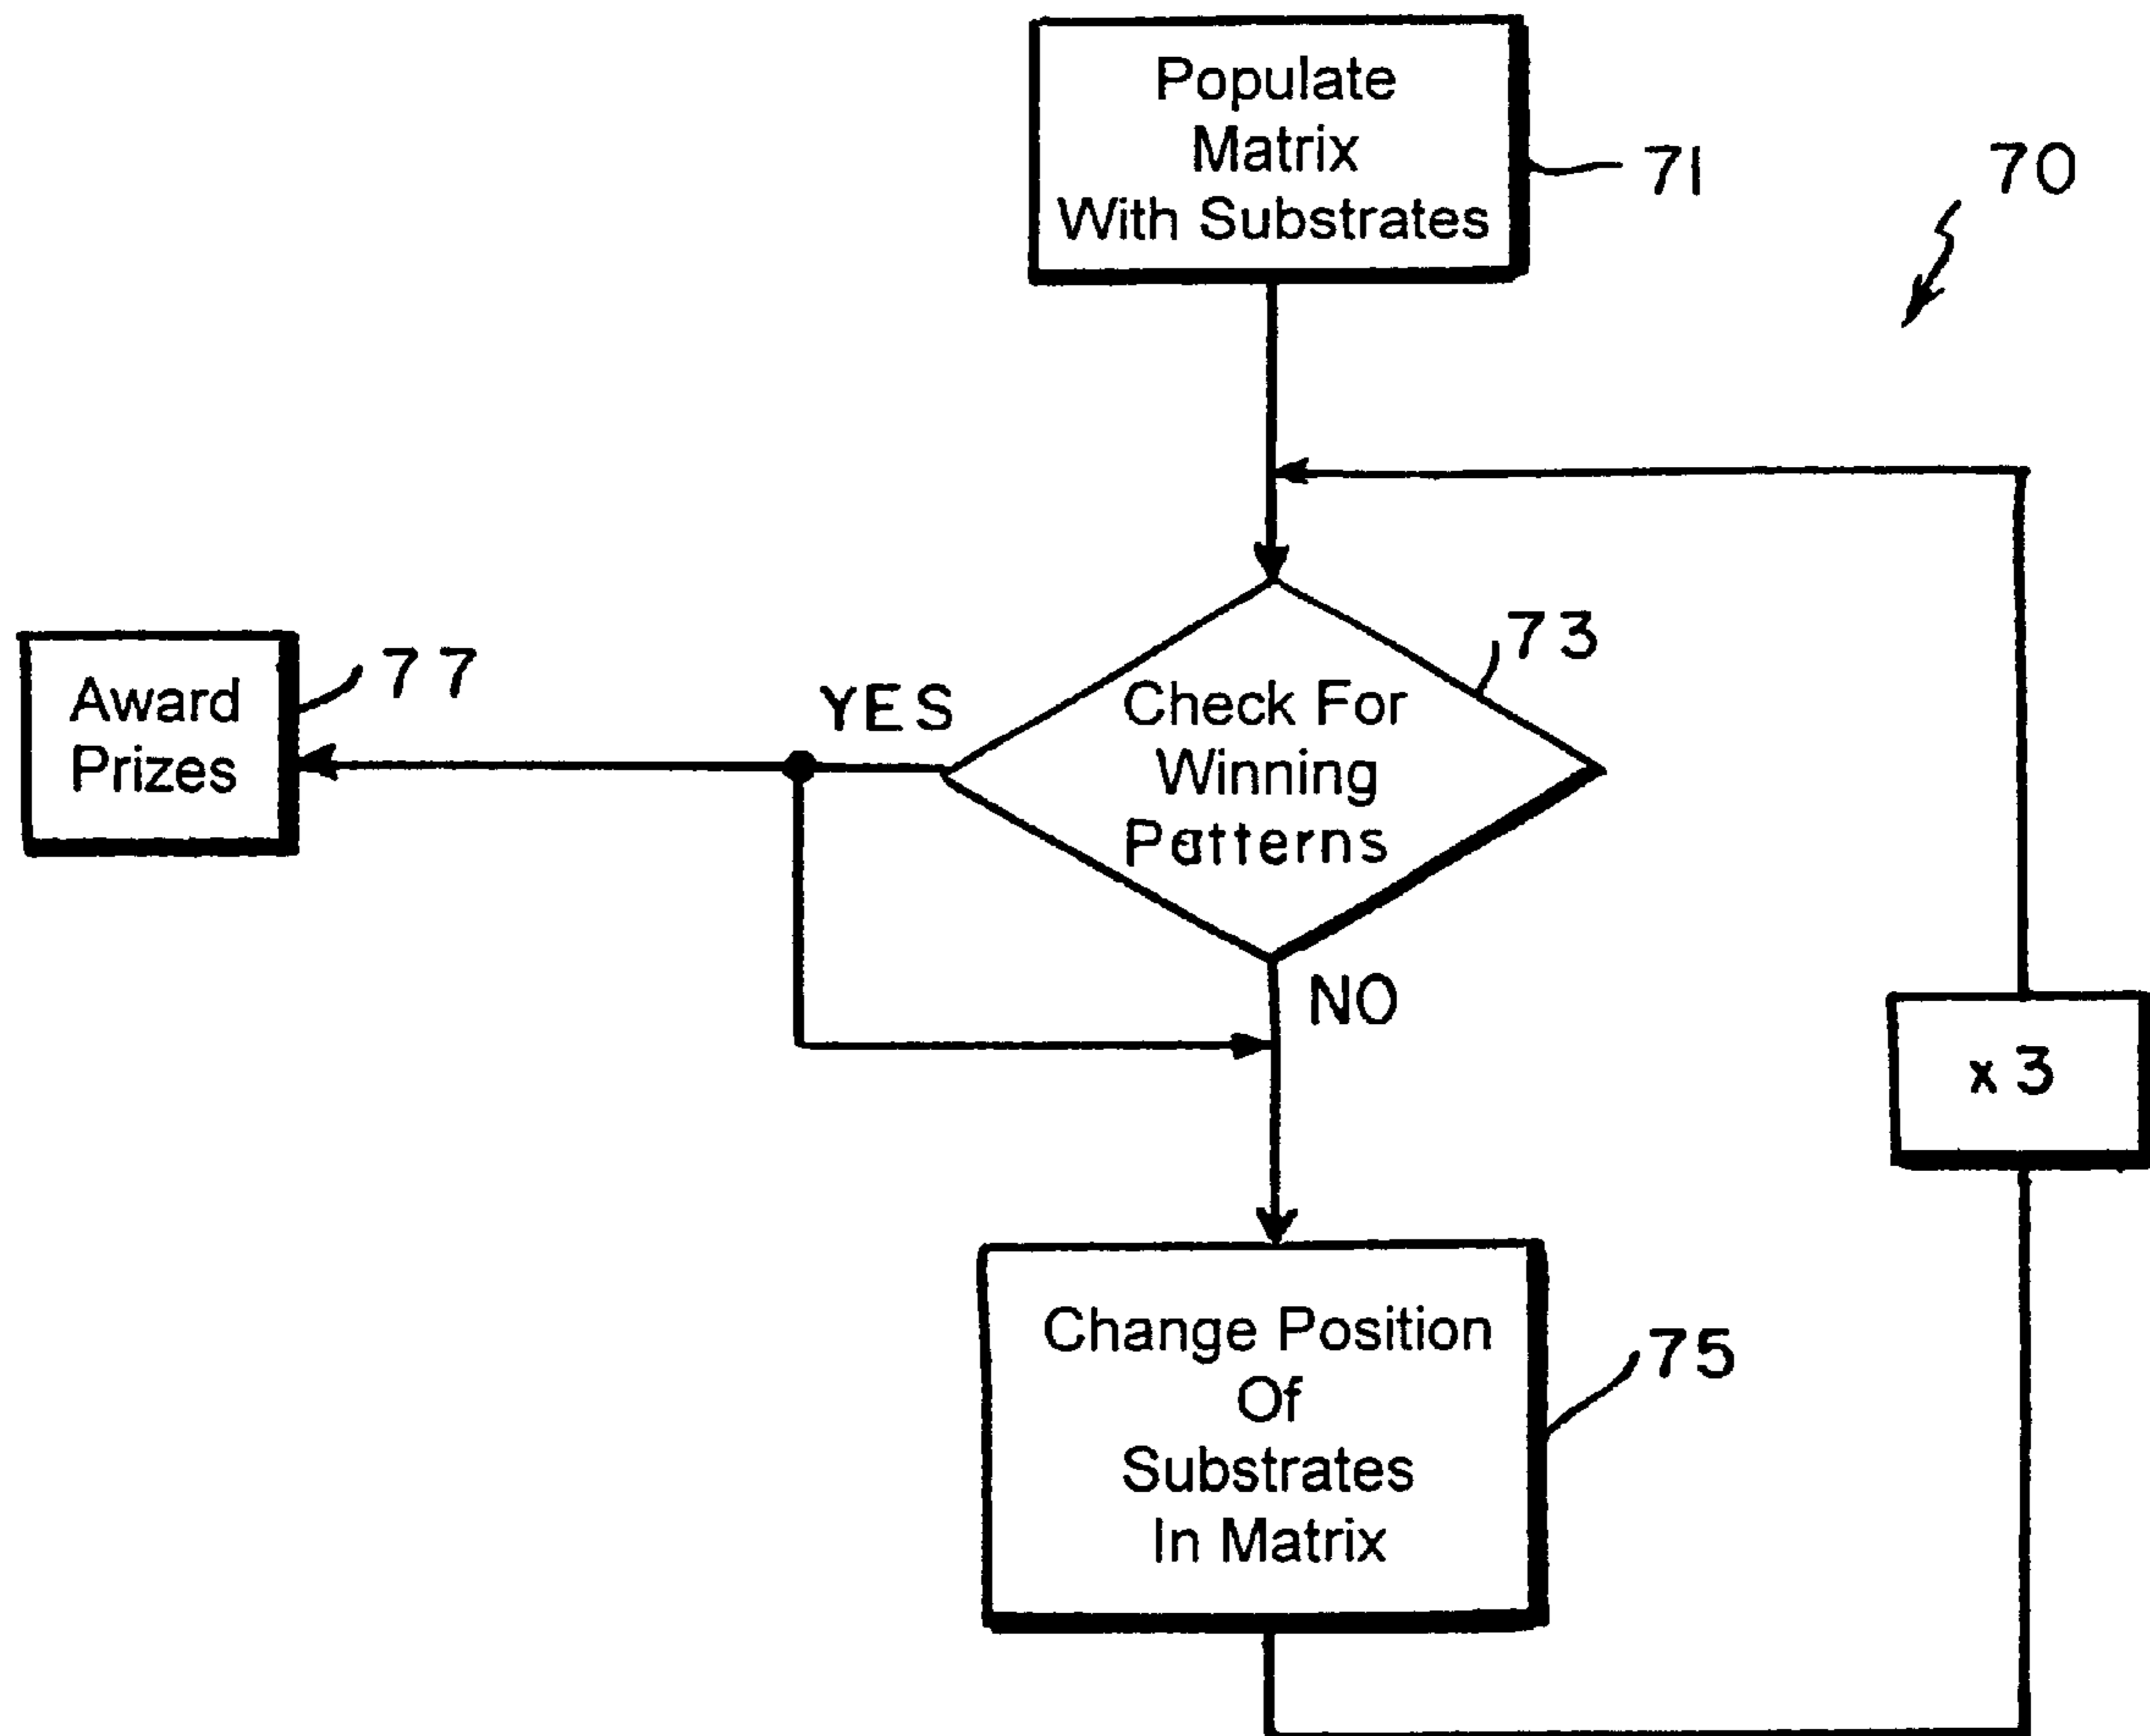 Populate
Matrix
With Substrates
71
70
73
Check For
Winning
Patterns
YES
77
Award
Prizes
NO
x 3
Change Position
Of
Substrates
In Matrix
75